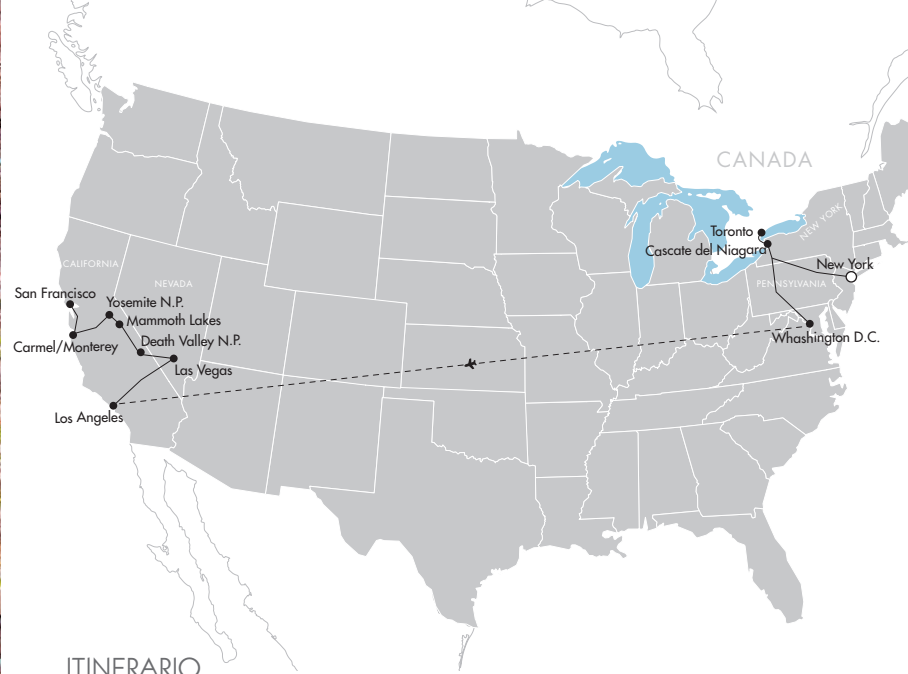 CANADA
NEW YORK
Toronto
Cascate del Niagara
New York
PENNSYLVANIA
Whashington D.C.
CALIFORNIA
NEVADA
San Francisco
Yosemite N.P.
Mammoth Lakes
Carmel/Monterey
Death Valley N.P.
Las Vegas
Los Angeles
ITINERARIO